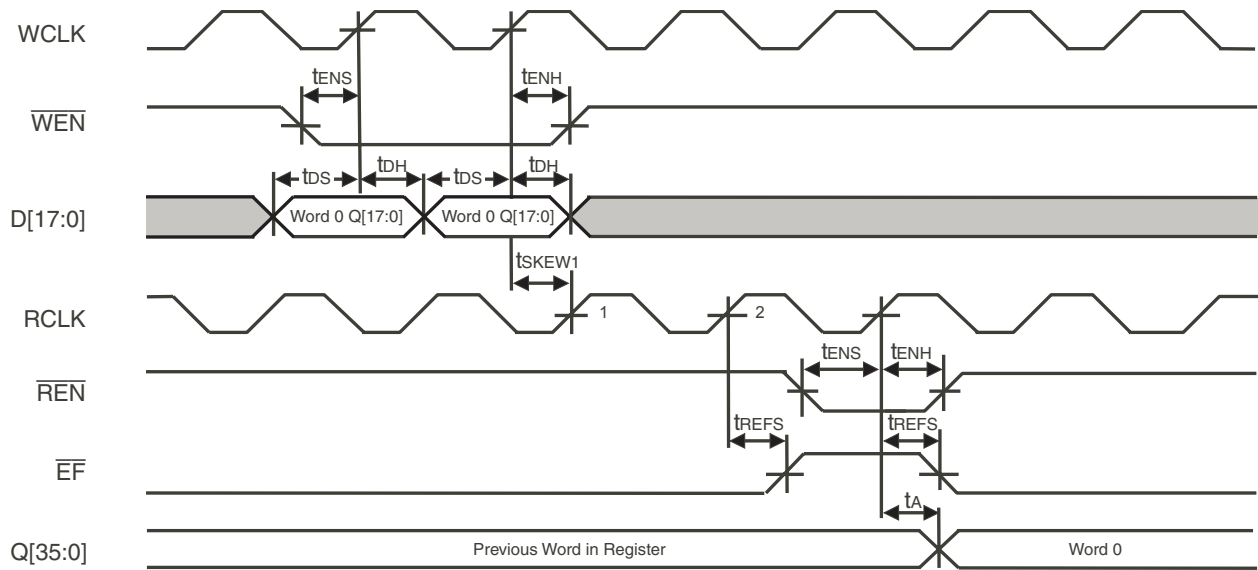 WCLK
tENS
tENH
WEN
tDS
tDH
tDS
tDH
D[17:0]
Word 0 Q[17:0]
Word 0 Q[17:0]
tSKEW1
RCLK
1
2
tENS
tENH
REN
tREFS
tREFS
EF
tA
Q[35:0]
Previous Word in Register
Word 0